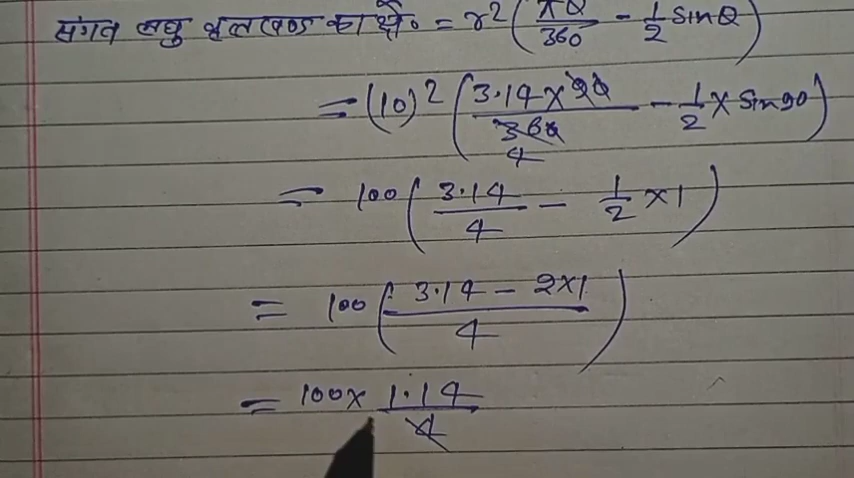 संगत लघु वृत्तखण्ड का क्षे० = r² (πθ/360 - 1/2 sinθ)
= (10)² (3.14×90/360 - 1/2 × sin90)
4
= 100 (3.14/4 - 1/2 ×1)
= 100 (3.14 - 2×1/4)
= 100× 1.14/4